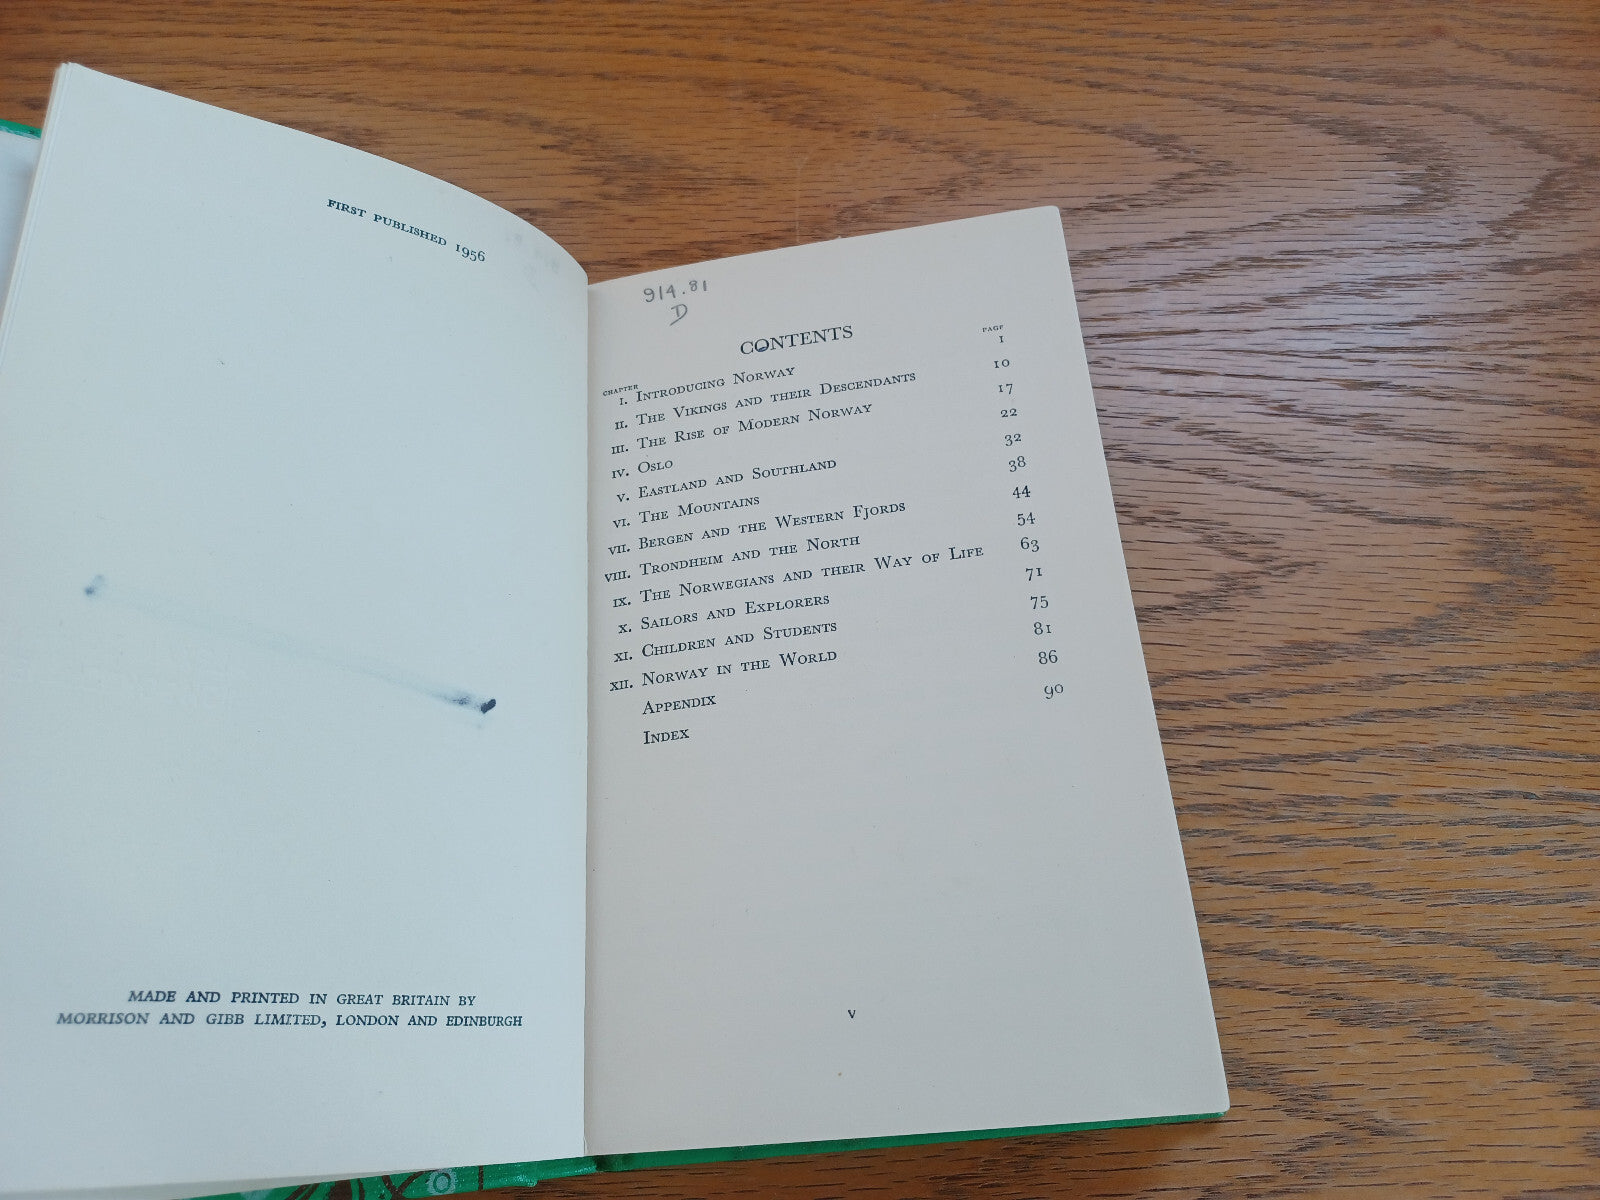 FIRST PUBLISHED 1956
MADE AND PRINTED IN GREAT BRITAIN BY
MORRISON AND GIBB LIMITED, LONDON AND EDINBURGH
914.81
D
CONTENTS
CHAPTER PAGE
I. INTRODUCING NORWAY 1
II. THE VIKINGS AND THEIR DESCENDANTS 10
III. THE RISE OF MODERN NORWAY 17
IV. OSLO 22
V. EASTLAND AND SOUTHLAND 32
VI. THE MOUNTAINS 38
VII. BERGEN AND THE WESTERN FJORDS 44
VIII. TRONDHEIM AND THE NORTH 54
IX. THE NORWEGIANS AND THEIR WAY OF LIFE 63
X. SAILORS AND EXPLORERS 71
XI. CHILDREN AND STUDENTS 75
XII. NORWAY IN THE WORLD 81
APPENDIX 86
INDEX 90
V